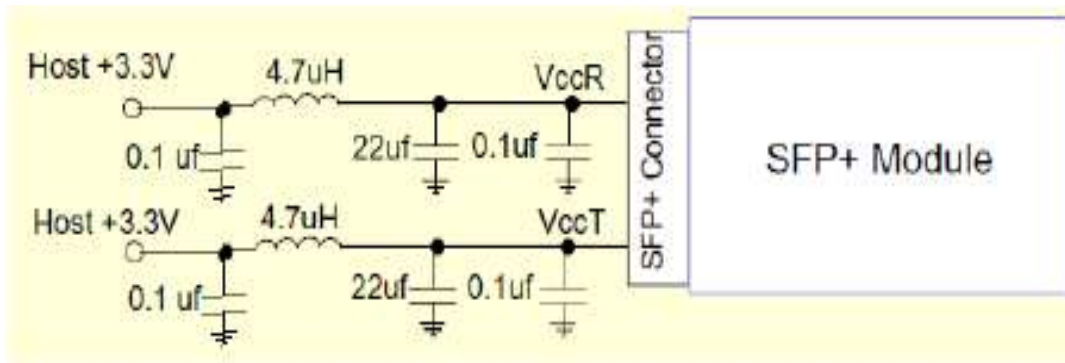 Host +3.3V
4.7uH
VccR
0.1 uf
22uf
0.1uf
Host +3.3V
4.7uH
VccT
0.1 uf
22uf
0.1uf
SFP+ Connector
SFP+ Module